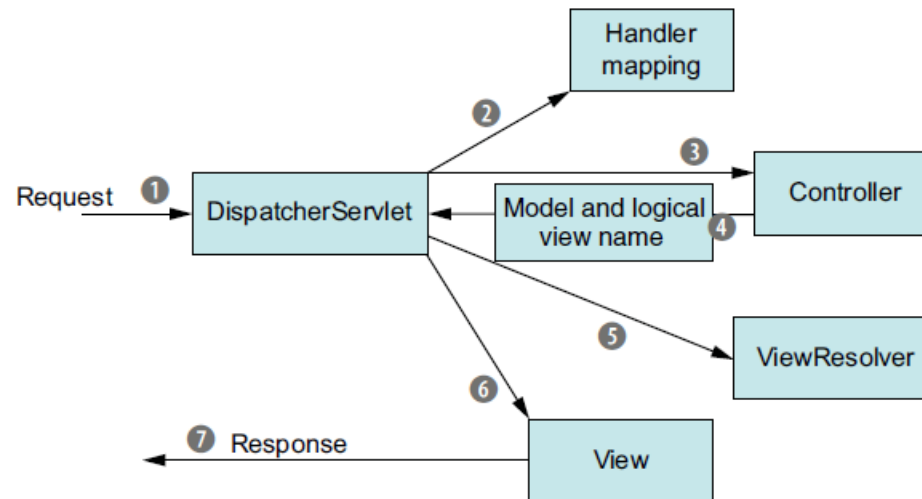 Handler
mapping
2
3
1
Request
DispatcherServlet
Model and logical
view name
4
Controller
5
ViewResolver
6
7 Response
View